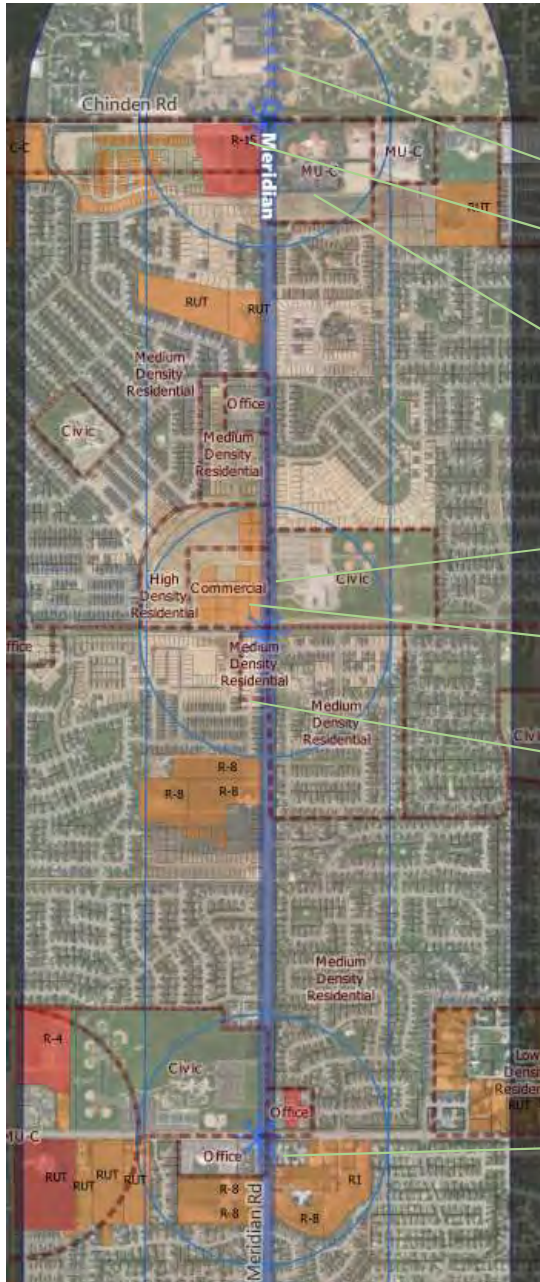 Chinden Rd
C-C
R-15
Meridian
MU-C
MU-C
RUT
RUT
RUT
Medium
Density
Residential
Office
Civic
Medium
Density
Residential
High
Density
Residential
Commercial
Civic
ffice
Medium
Density
Residential
Medium
Density
Residential
Civi
R-8
R-8
R-8
Medium
Density
Residential
R-4
Civic
Low
Densi
Residen
RUT
Office
MU-C
Office
RUT
RUT
RUT
RUT
R-8
R-8
R1
R-8
Meridian Rd